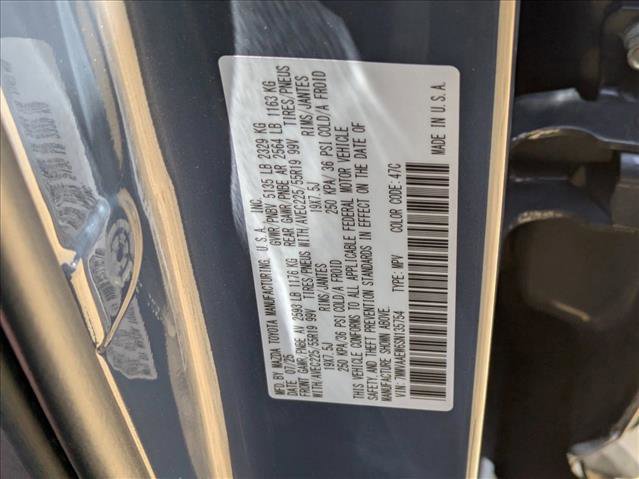 MFD.BY MAZDA TOYOTA MANUFACTURING, U.S.A., INC.
DATE 07/25 GVWR/PNBV 5135 LB 2329 KG
FRONT GAWR/PNBE AV 2593 LB 1176 KG REAR GAWR/PNBE AR 2564 LB 1163 KG
WITH/AVEC225/55R19 99V TIRES/PNEUS WITH/AVEC225/55R19 99V TIRES/PNEUS
19X7.5J RIMS/JANTES 19X7.5J RIMS/JANTES
250 KPA/ 36 PSI COLD/A FROID 250 KPA/ 36 PSI COLD/A FROID
THIS VEHICLE CONFORMS TO ALL APPLICABLE FEDERAL MOTOR VEHICLE
SAFETY, AND THEFT PREVENTION STANDARDS IN EFFECT ON THE DATE OF
MANUFACTURE SHOWN ABOVE.
TYPE: MPV COLOR CODE:47C
MADE IN U.S.A.